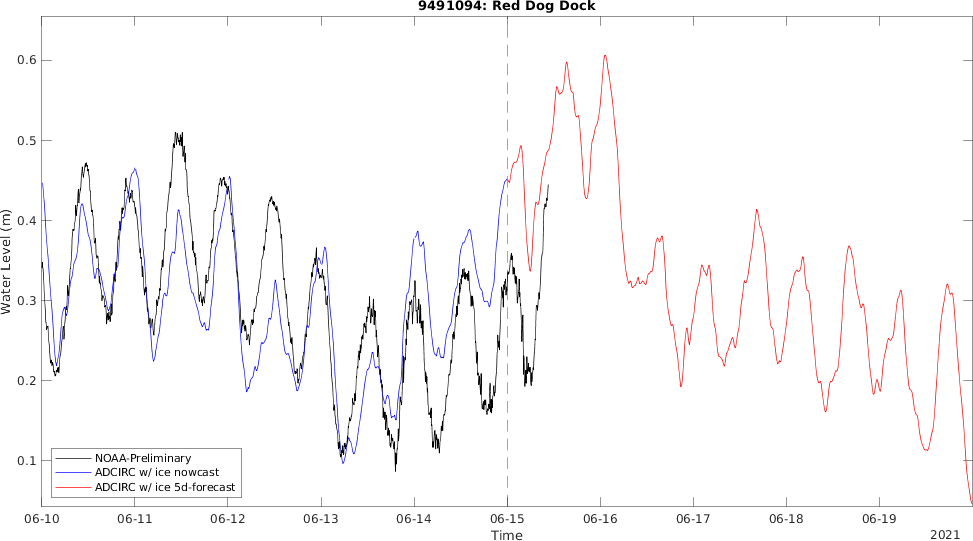 9491094: Red Dog Dock
Water Level (m)
0.6
0.5
0.4
0.3
0.2
0.1
NOAA-Preliminary
ADCIRC w/ ice nowcast
ADCIRC w/ ice 5d-forecast
06-10 06-11 06-12 06-13 06-14 06-15 06-16 06-17 06-18 06-19
Time
2021